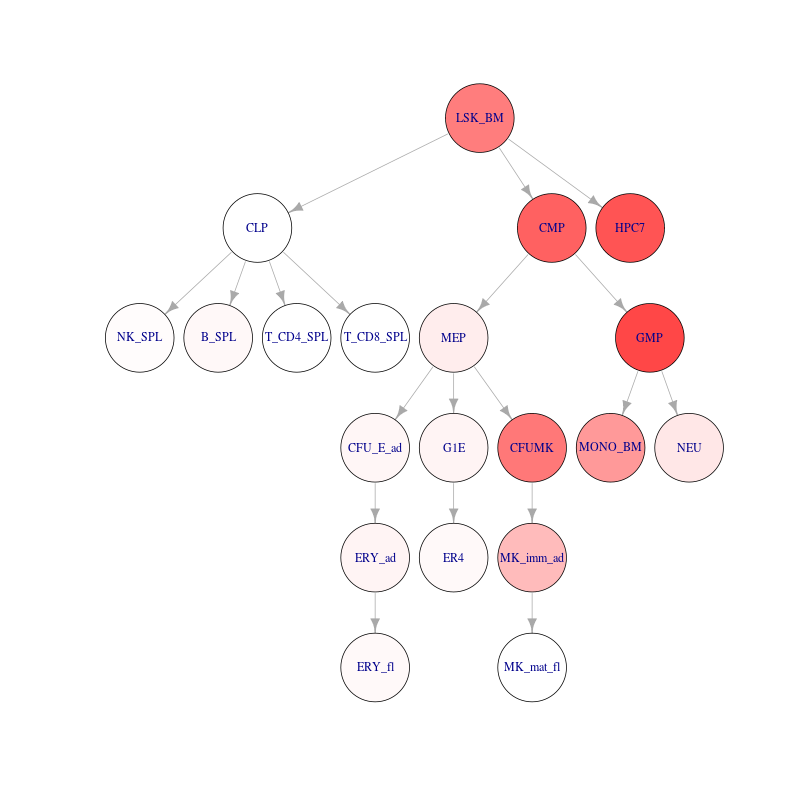 LSK_BM
CLP
CMP
HPC7
NK_SPL
B_SPL
T_CD4_SPL
T_CD8_SPL
MEP
GMP
CFU_E_ad
G1E
CFUMK
MONO_BM
NEU
ERY_ad
ER4
MK_imm_ad
ERY_fl
MK_mat_fl